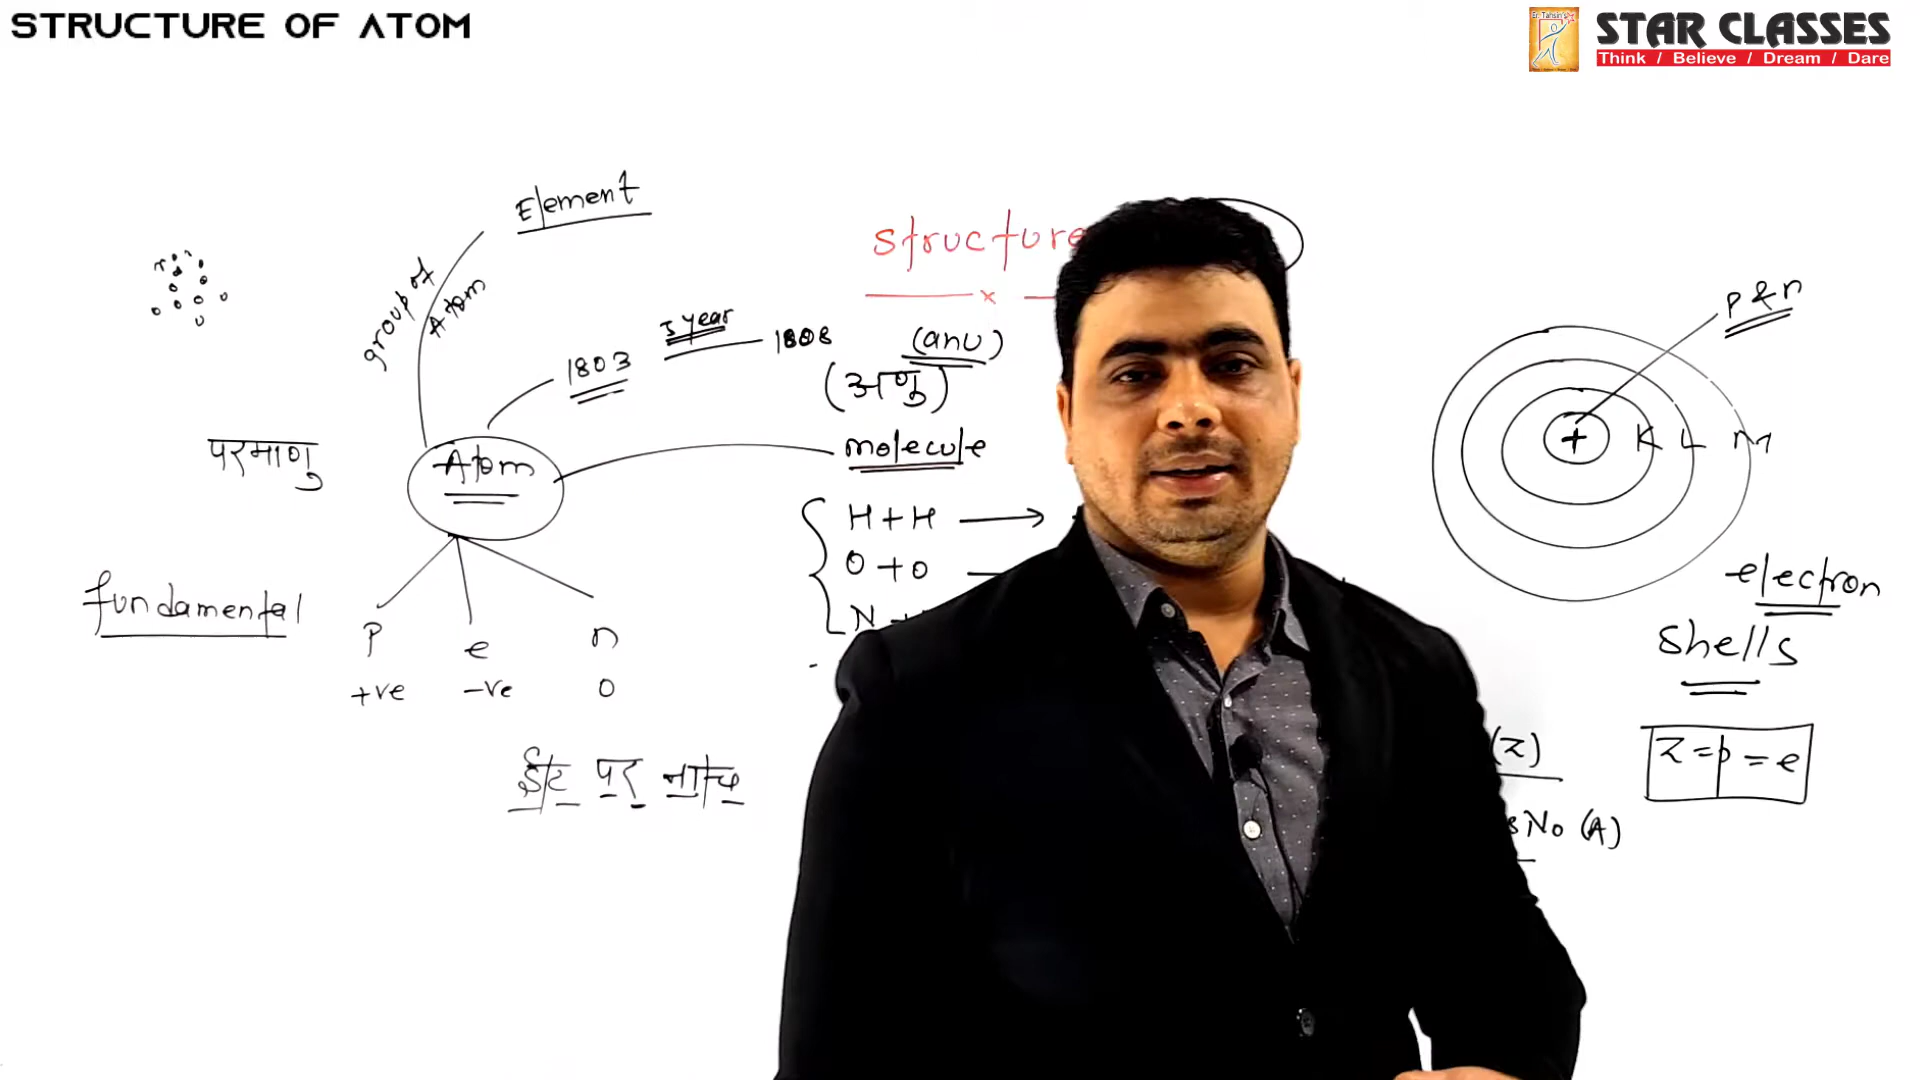 STRUCTURE OF ATOM
STAR CLASSES
Think / Believe / Dream / Dare
Element
group of
Atom
structure
P & n
1803
5 year
1808
(anu)
(अणु)
परमाणु
Atom
molecule
+
K L M
H + H →
O + O
N
fundamental
P e n
+ve -ve 0
electron
shells
ईंट पर नाच
(Z)
Z = p = e
No (A)